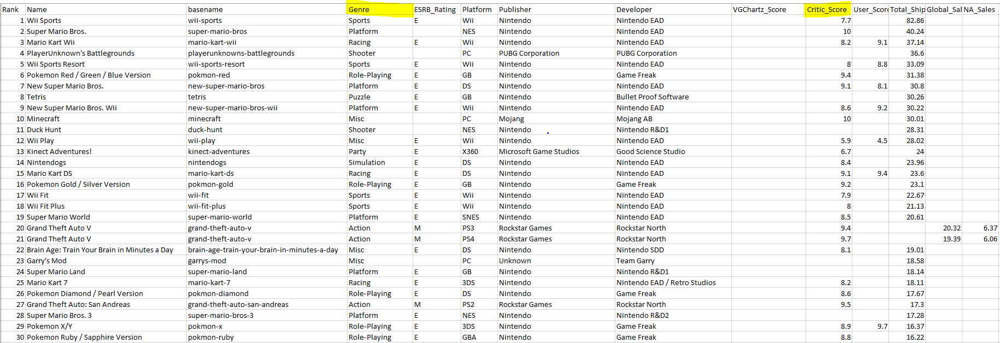 Rank Name basename Genre ESRB_Rating Platform Publisher Developer VGChartz_Score Critic_Score User_Score Total_Ship Global_Sal NA_Sales
1 Wii Sports wii-sports Sports E Wii Nintendo Nintendo EAD 7.7 82.86
2 Super Mario Bros. super-mario-bros Platform NES Nintendo Nintendo EAD 10 40.24
3 Mario Kart Wii mario-kart-wii Racing E Wii Nintendo Nintendo EAD 8.2 9.1 37.14
4 PlayerUnknown's Battlegrounds playerunknowns-battlegrounds Shooter PC PUBG Corporation PUBG Corporation 36.6
5 Wii Sports Resort wii-sports-resort Sports E Wii Nintendo Nintendo EAD 8 8.8 33.09
6 Pokemon Red / Green / Blue Version pokmon-red Role-Playing E GB Nintendo Game Freak 9.4 31.38
7 New Super Mario Bros. new-super-mario-bros Platform E DS Nintendo Nintendo EAD 9.1 8.1 30.8
8 Tetris tetris Puzzle E GB Nintendo Bullet Proof Software 30.26
9 New Super Mario Bros. Wii new-super-mario-bros-wii Platform E Wii Nintendo Nintendo EAD 8.6 9.2 30.22
10 Minecraft minecraft Misc PC Mojang Mojang AB 10 30.01
11 Duck Hunt duck-hunt Shooter NES Nintendo Nintendo R&D1 28.31
12 Wii Play wii-play Misc E Wii Nintendo Nintendo EAD 5.9 4.5 28.02
13 Kinect Adventures! kinect-adventures Party E X360 Microsoft Game Studios Good Science Studio 6.7 24
14 Nintendogs nintendogs Simulation E DS Nintendo Nintendo EAD 8.4 23.96
15 Mario Kart DS mario-kart-ds Racing E DS Nintendo Nintendo EAD 9.1 9.4 23.6
16 Pokemon Gold / Silver Version pokmon-gold Role-Playing E GB Nintendo Game Freak 9.2 23.1
17 Wii Fit wii-fit Sports E Wii Nintendo Nintendo EAD 7.9 22.67
18 Wii Fit Plus wii-fit-plus Sports E Wii Nintendo Nintendo EAD 8 21.13
19 Super Mario World super-mario-world Platform E SNES Nintendo Nintendo EAD 8.5 20.61
20 Grand Theft Auto V grand-theft-auto-v Action M PS3 Rockstar Games Rockstar North 9.4 20.32 6.37
21 Grand Theft Auto V grand-theft-auto-v Action M PS4 Rockstar Games Rockstar North 9.7 19.39 6.06
22 Brain Age: Train Your Brain in Minutes a Day brain-age-train-your-brain-in-minutes-a-day Misc E DS Nintendo Nintendo SDD 8.1 19.01
23 Garry's Mod garrys-mod Misc PC Unknown Team Garry 18.58
24 Super Mario Land super-mario-land Platform E GB Nintendo Nintendo R&D1 18.14
25 Mario Kart 7 mario-kart-7 Racing E 3DS Nintendo Nintendo EAD / Retro Studios 8.2 18.11
26 Pokemon Diamond / Pearl Version pokmon-diamond Role-Playing E DS Nintendo Game Freak 8.6 17.67
27 Grand Theft Auto: San Andreas grand-theft-auto-san-andreas Action M PS2 Rockstar Games Rockstar North 9.5 17.3
28 Super Mario Bros. 3 super-mario-bros-3 Platform E NES Nintendo Nintendo R&D2 17.28
29 Pokemon X/Y pokmon-x Role-Playing E 3DS Nintendo Game Freak 8.9 9.7 16.37
30 Pokemon Ruby / Sapphire Version pokmon-ruby Role-Playing E GBA Nintendo Game Freak 8.8 16.22